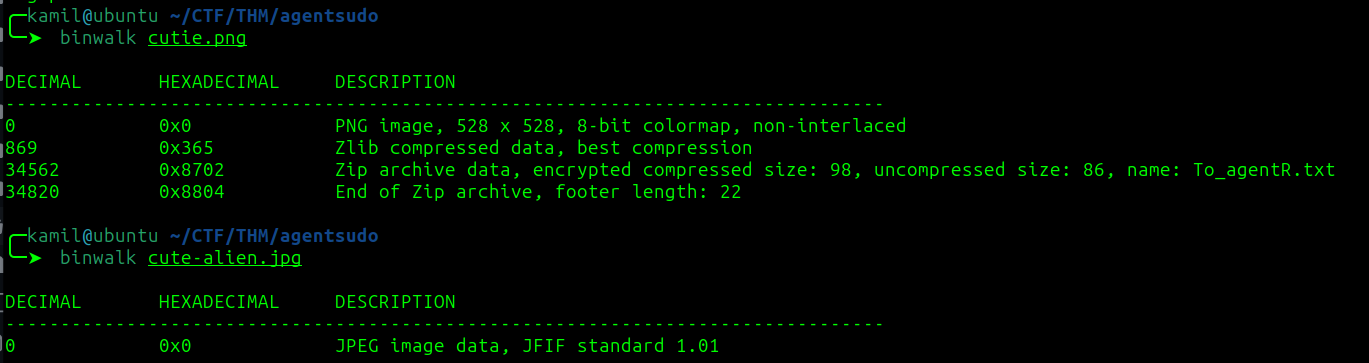 kamil@ubuntu ~/CTF/THM/agentsudo
➤ binwalk cutie.png
DECIMAL HEXADECIMAL DESCRIPTION
--------------------------------------------------------------------------------
0 0x0 PNG image, 528 x 528, 8-bit colormap, non-interlaced
869 0x365 Zlib compressed data, best compression
34562 0x8702 Zip archive data, encrypted compressed size: 98, uncompressed size: 86, name: To_agentR.txt
34820 0x8804 End of Zip archive, footer length: 22
kamil@ubuntu ~/CTF/THM/agentsudo
➤ binwalk cute-alien.jpg
DECIMAL HEXADECIMAL DESCRIPTION
--------------------------------------------------------------------------------
0 0x0 JPEG image data, JFIF standard 1.01